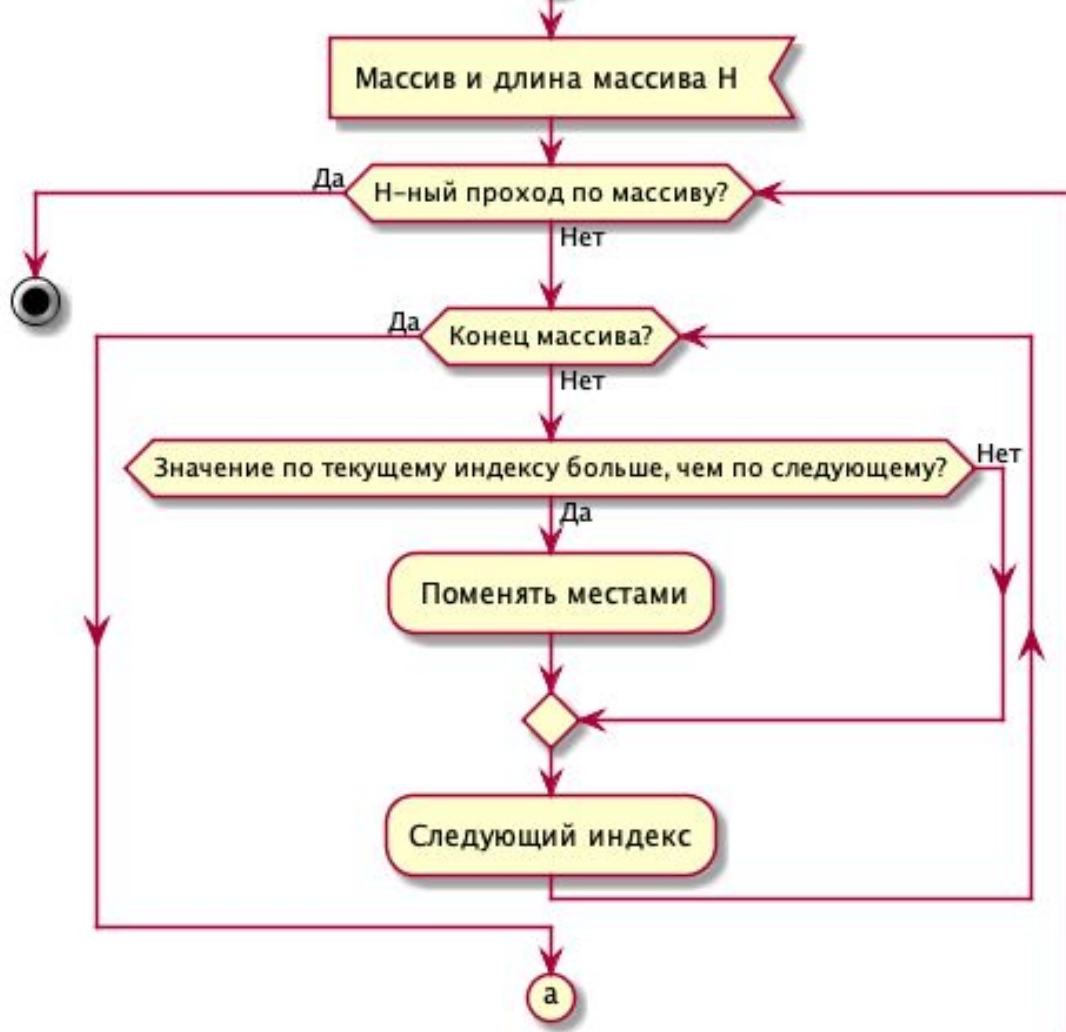 Массив и длина массива Н
Да
Н-ный проход по массиву?
Нет
Да
Конец массива?
Нет
Значение по текущему индексу больше, чем по следующему?
Нет
Да
Поменять местами
Следующий индекс
a